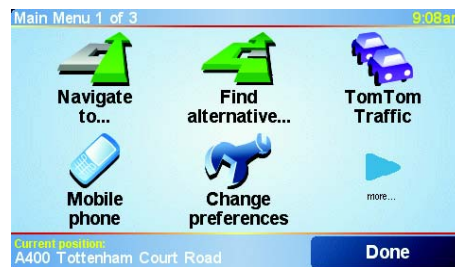 Main Menu 1 of 3 9:08am
Navigate to...
Find alternative...
TomTom Traffic
Mobile phone
Change preferences
more...
Current position:
A400 Tottenham Court Road
Done